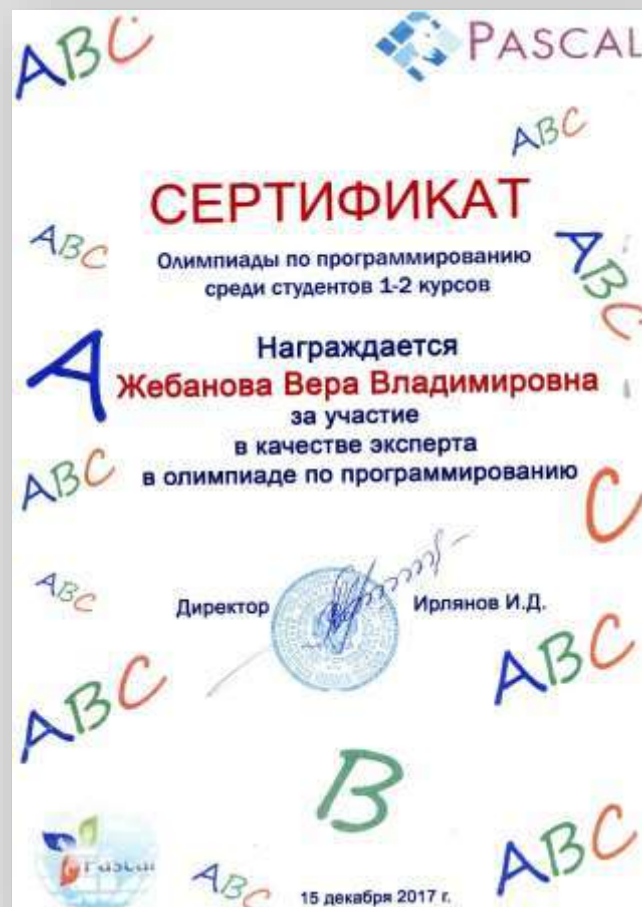 ABC
PASCAL
ABC
СЕРТИФИКАТ
ABC
Олимпиады по программированию
среди студентов 1-2 курсов
ABC
Награждается
A
Жебанова Вера Владимировна
за участие
в качестве эксперта
в олимпиаде по программированию
ABC
C
ABC
Директор
Ирлянов И.Д.
ABC
ABC
B
Pascal
ABC
ABC
15 декабря 2017 г.